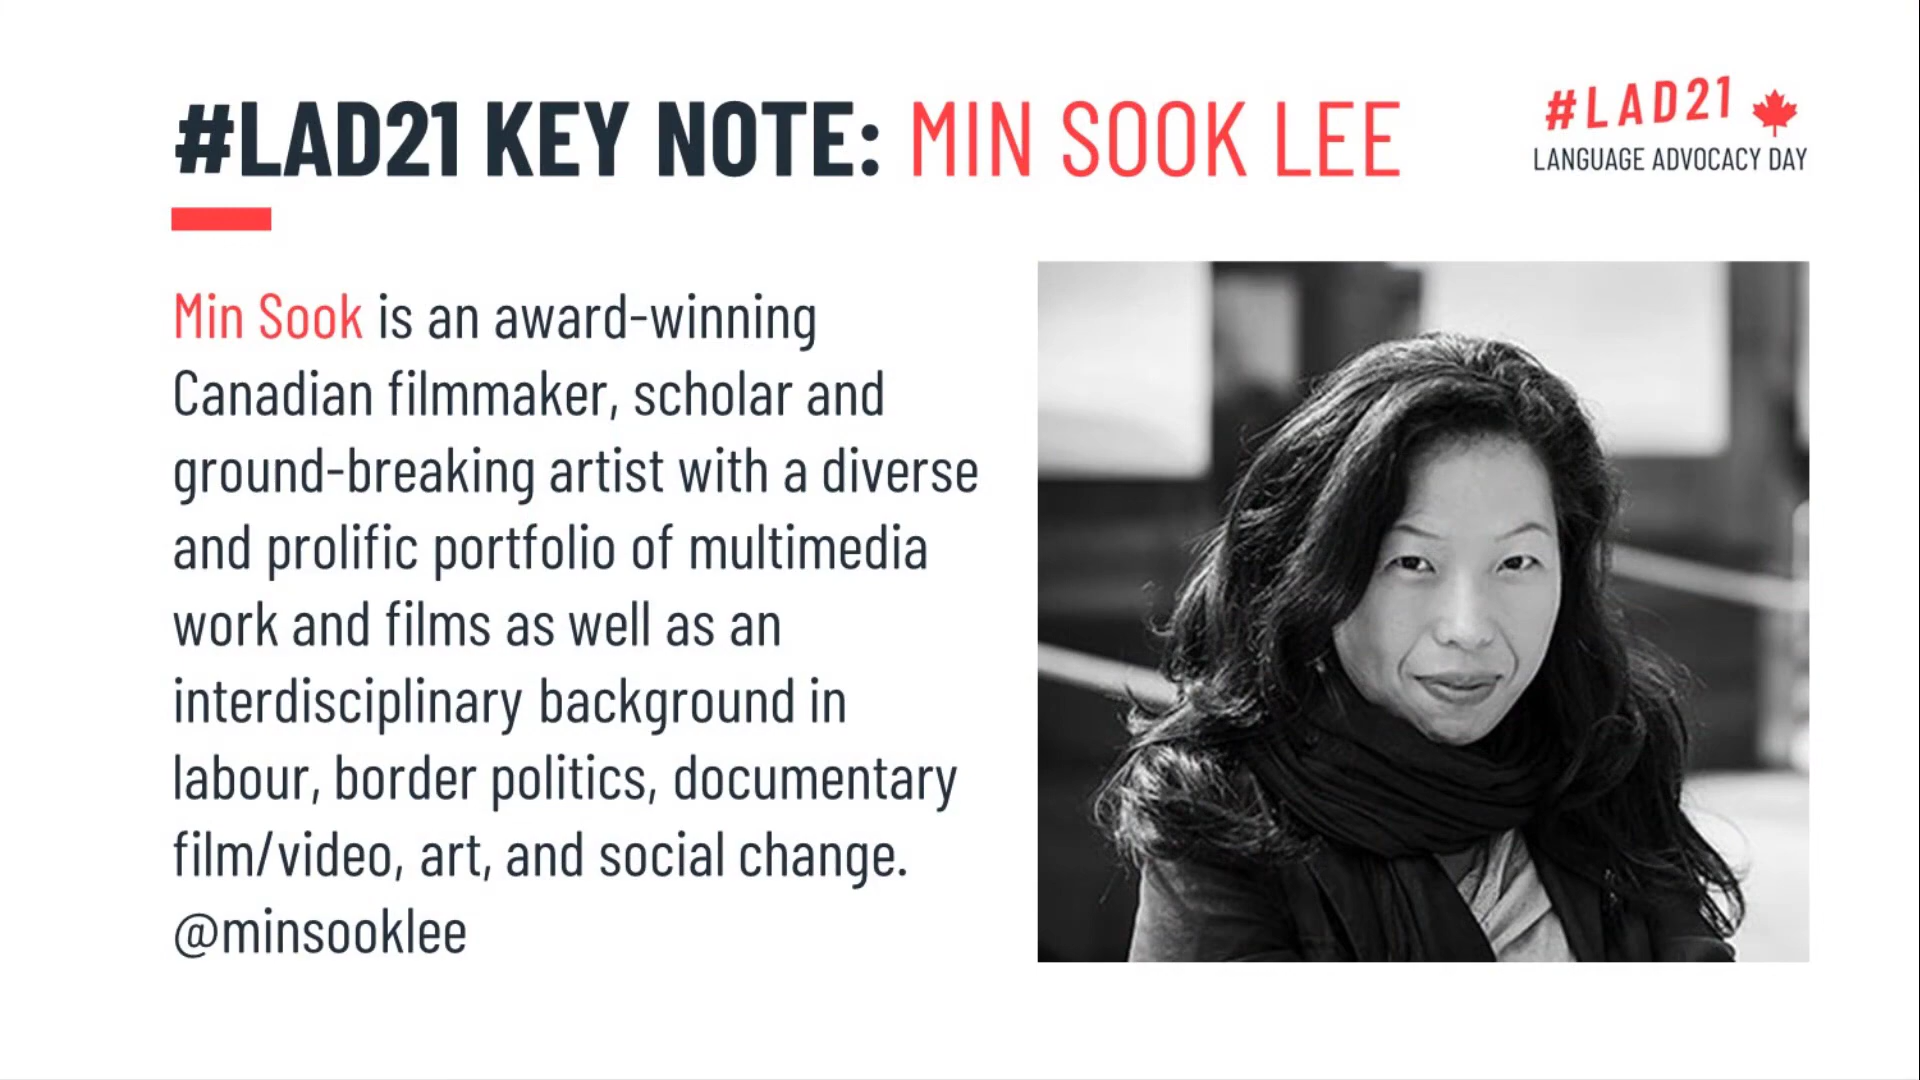 #LAD21 KEY NOTE: MIN SOOK LEE
#LAD21
LANGUAGE ADVOCACY DAY
Min Sook is an award-winning
Canadian filmmaker, scholar and
ground-breaking artist with a diverse
and prolific portfolio of multimedia
work and films as well as an
interdisciplinary background in
labour, border politics, documentary
film/video, art, and social change.
@minsooklee